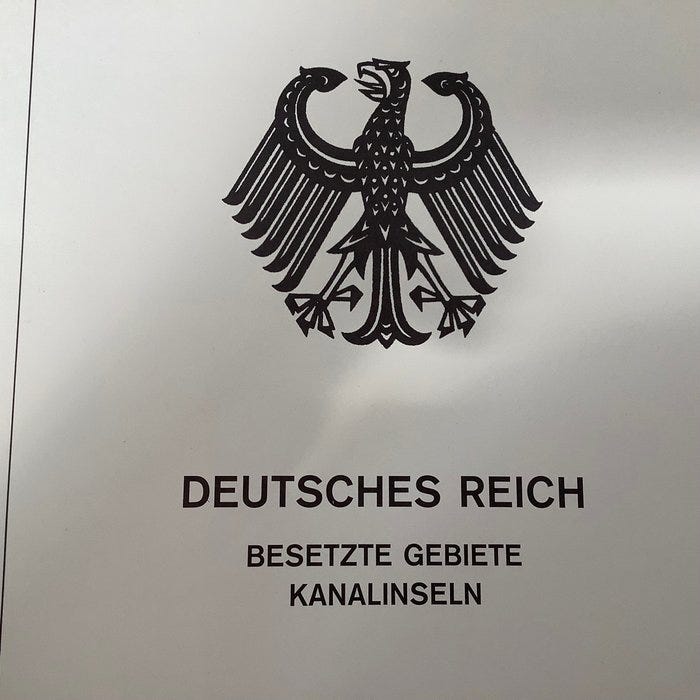 DEUTSCHES REICH
BESETZTE GEBIETE
KANALINSELN